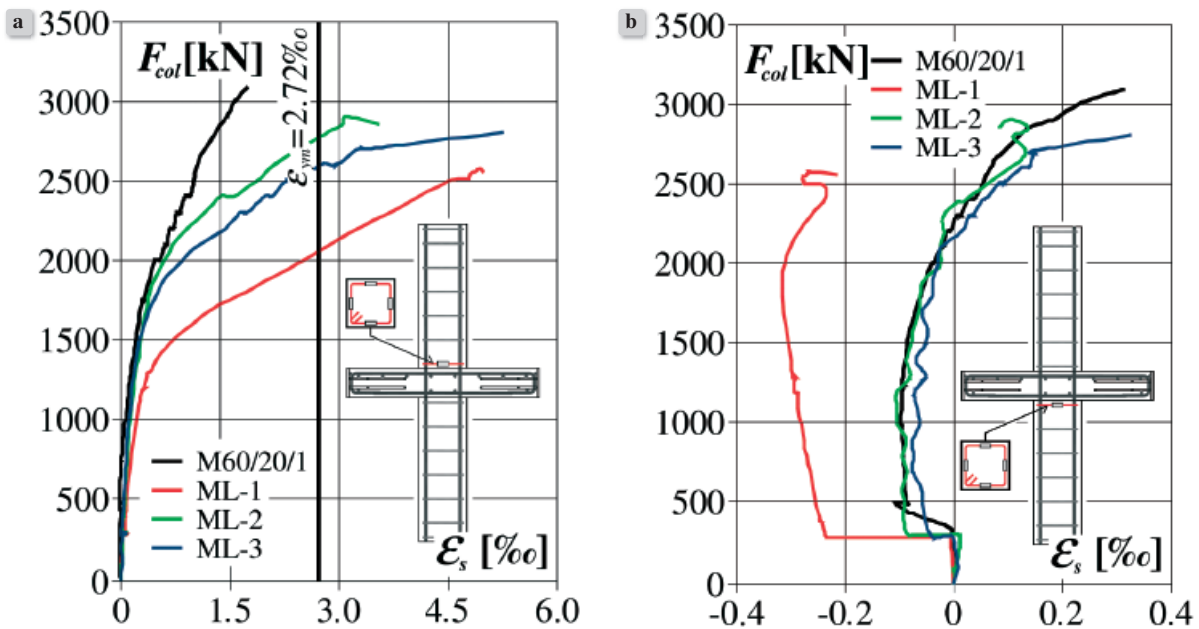 a
F_col [kN]
3500
3000
2500
2000
1500
1000
500
0
ε_ym = 2.72‰
M60/20/1
ML-1
ML-2
ML-3
ε_s [‰]
0 1.5 3.0 4.5 6.0
b
F_col [kN]
3500
3000
2500
2000
1500
1000
500
0
M60/20/1
ML-1
ML-2
ML-3
ε_s [‰]
-0.4 -0.2 0 0.2 0.4